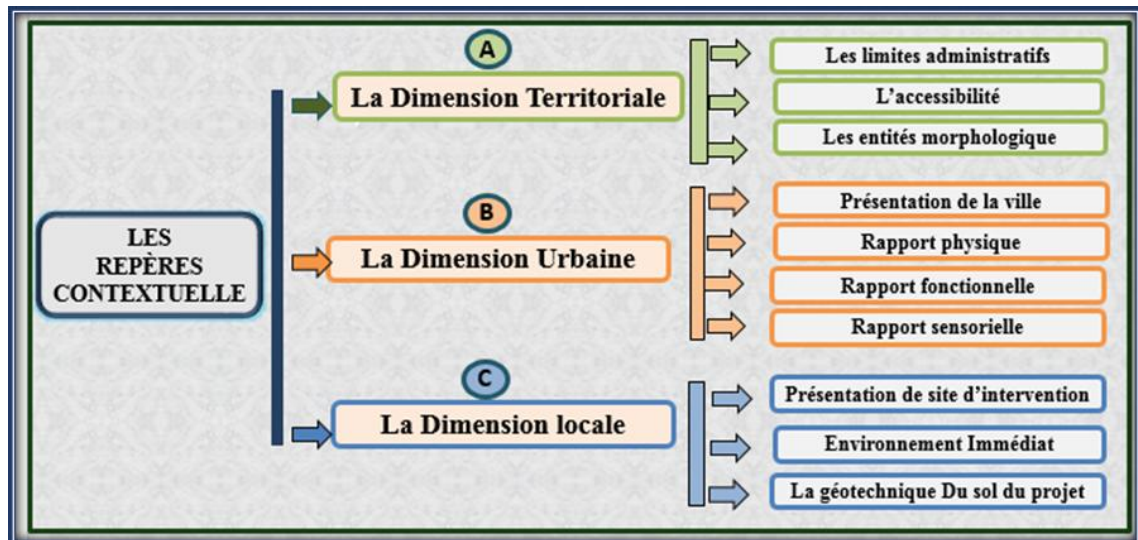 LES
REPÈRES
CONTEXTUELLE
A
La Dimension Territoriale
Les limites administratifs
L'accessibilité
Les entités morphologique
B
La Dimension Urbaine
Présentation de la ville
Rapport physique
Rapport fonctionnelle
Rapport sensorielle
C
La Dimension locale
Présentation de site d'intervention
Environnement Immédiat
La géotechnique Du sol du projet